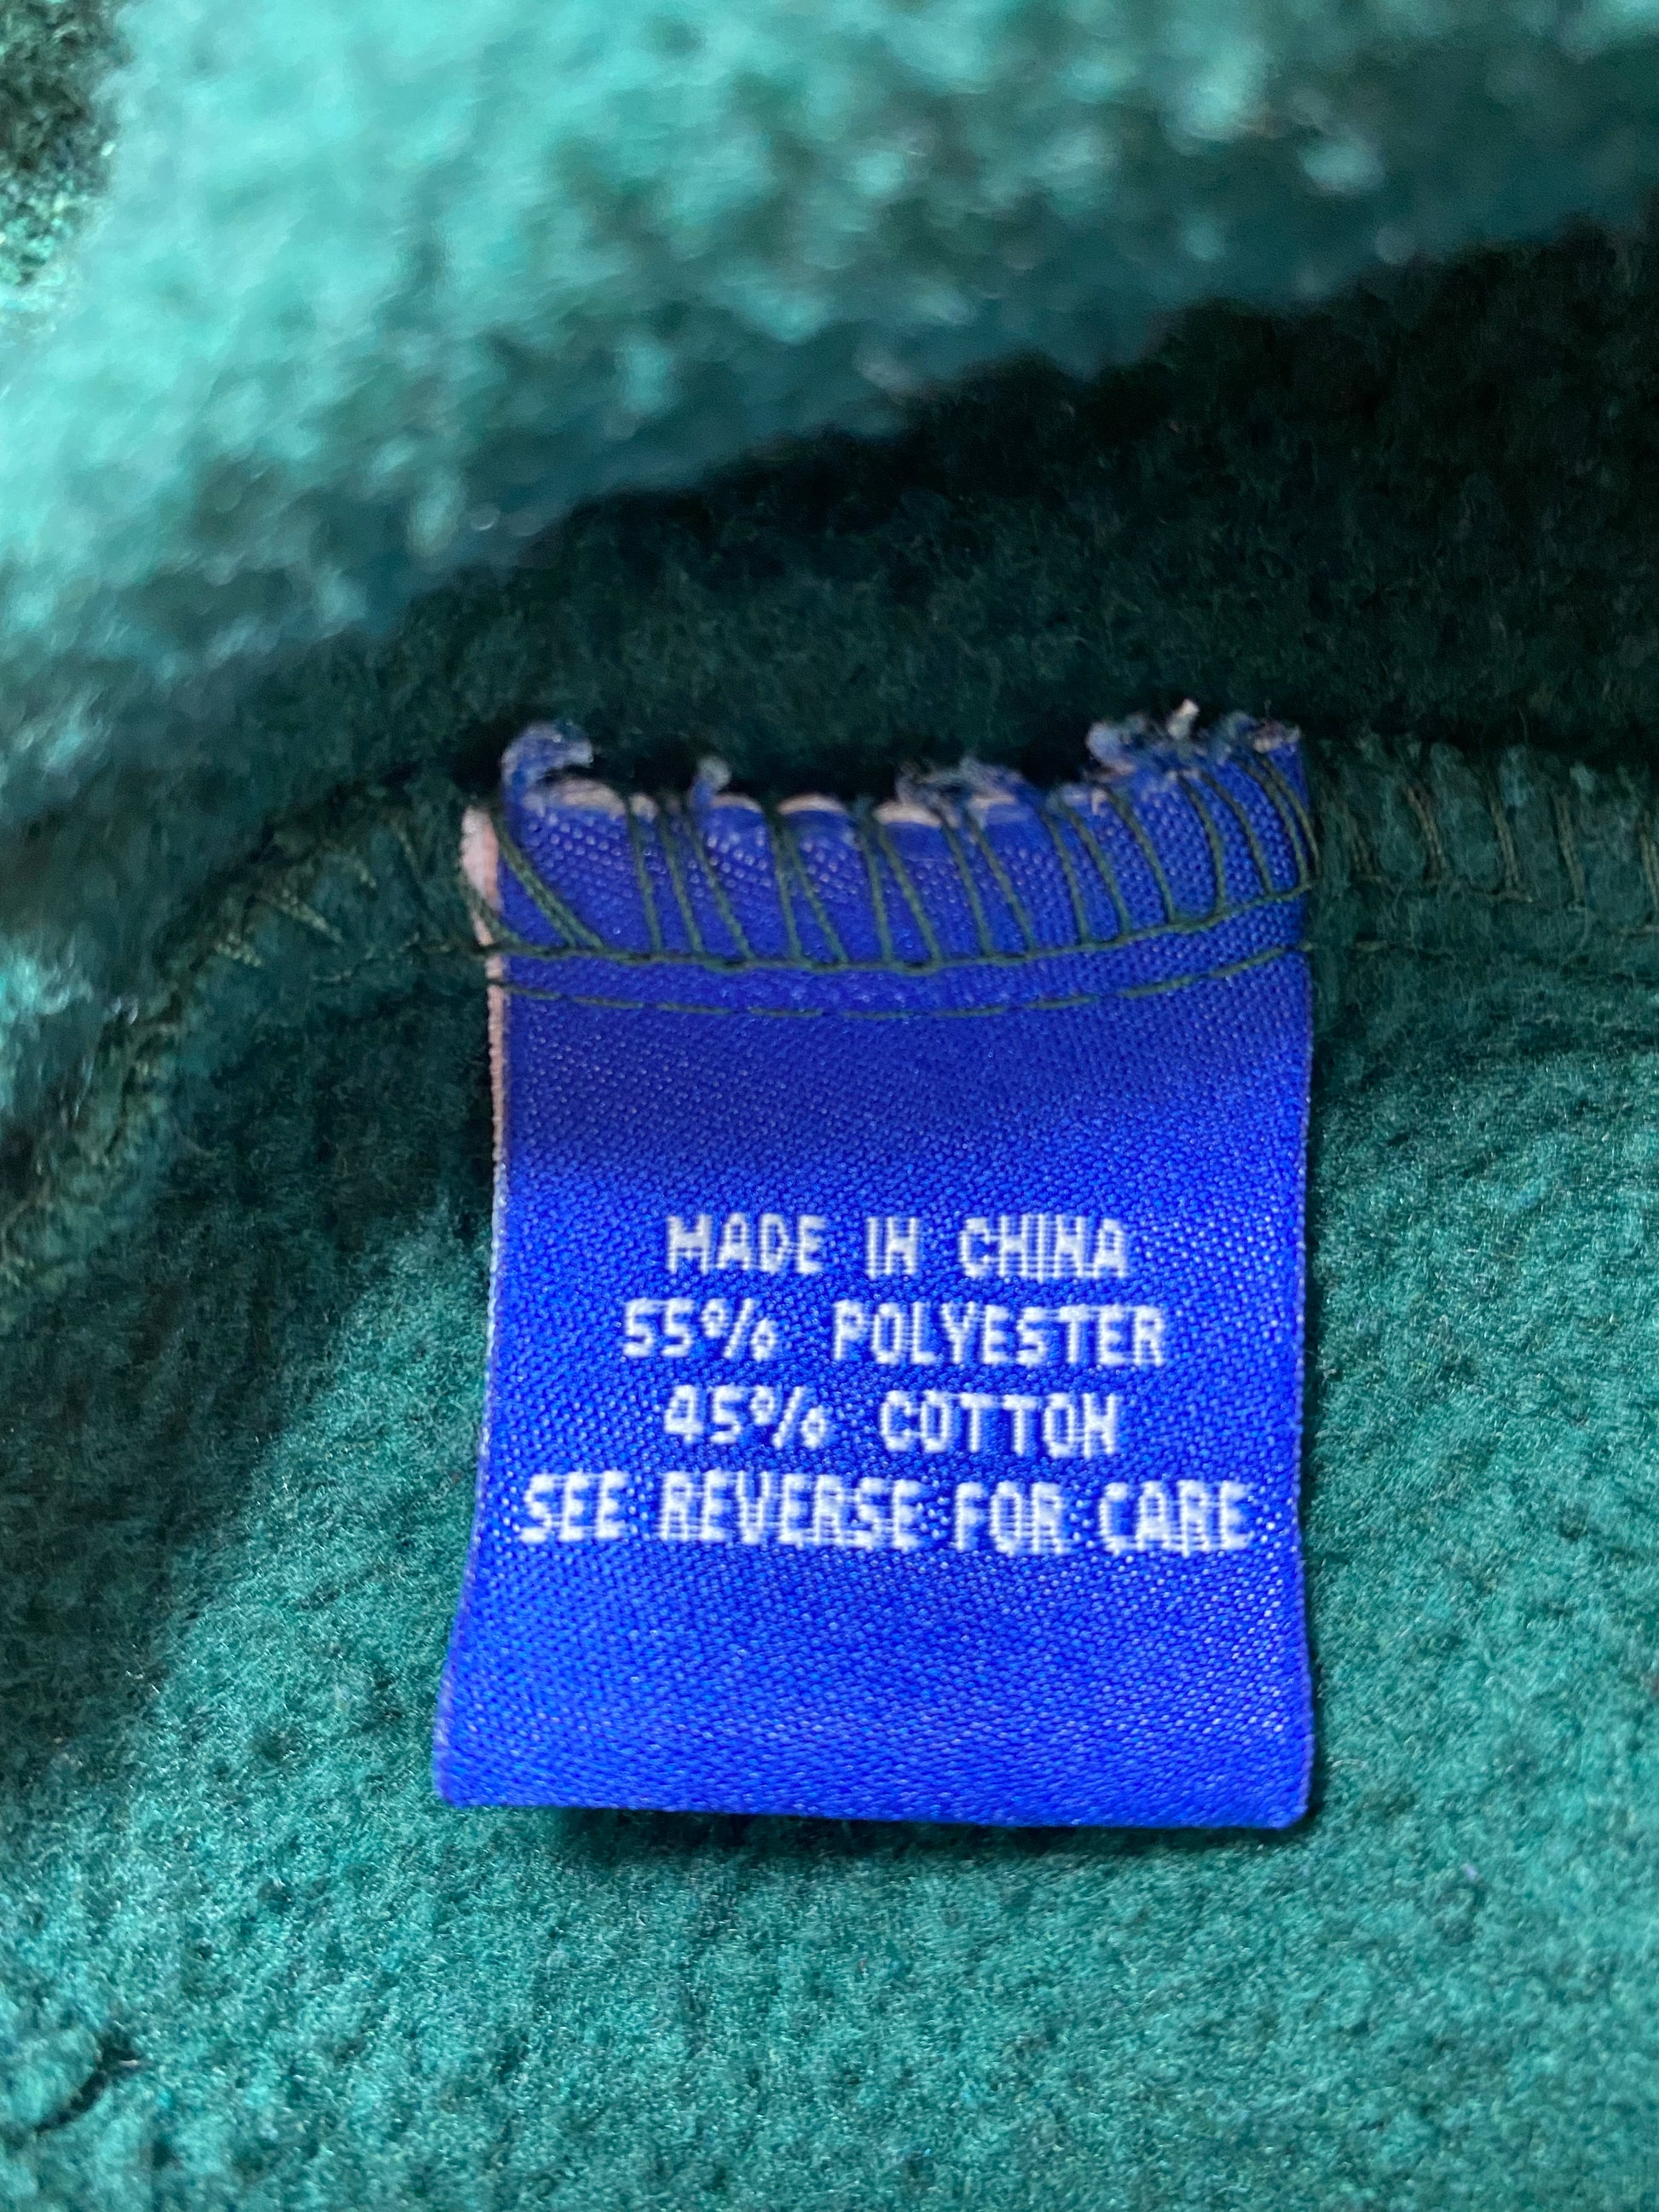 MADE IN CHINA
55% POLYESTER
45% COTTON
SEE REVERSE FOR CARE